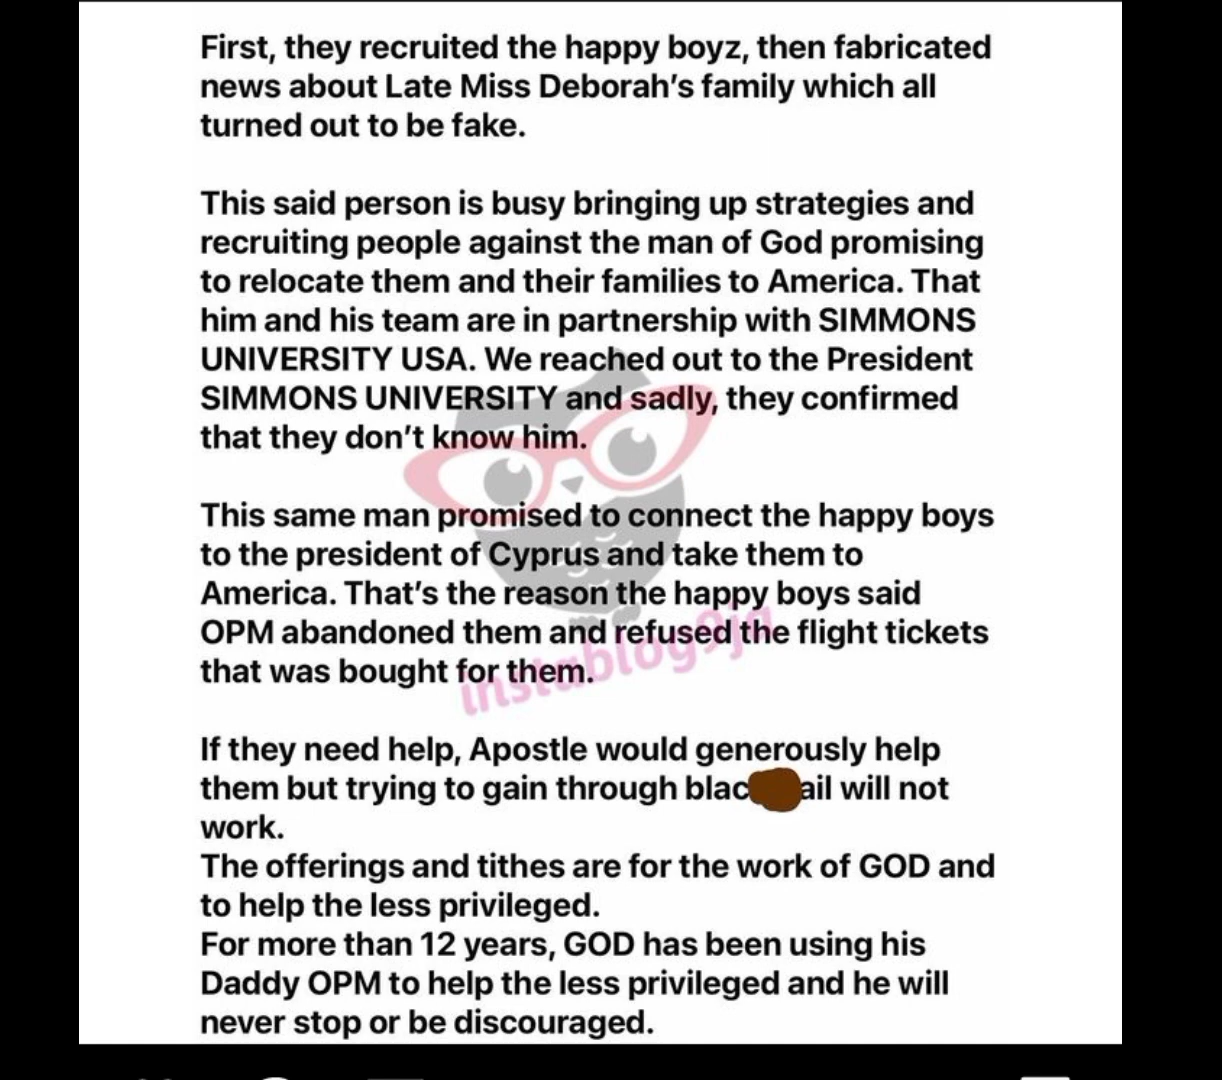 First, they recruited the happy boyz, then fabricated
news about Late Miss Deborah's family which all
turned out to be fake.
This said person is busy bringing up strategies and
recruiting people against the man of God promising
to relocate them and their families to America. That
him and his team are in partnership with SIMMONS
UNIVERSITY USA. We reached out to the President
SIMMONS UNIVERSITY and sadly, they confirmed
that they don't know him.
This same man promised to connect the happy boys
to the president of Cyprus and take them to
America. That's the reason the happy boys said
OPM abandoned them and refused the flight tickets
that was bought for them.
instablog9ja
If they need help, Apostle would generously help
them but trying to gain through blac ail will not
work.
The offerings and tithes are for the work of GOD and
to help the less privileged.
For more than 12 years, GOD has been using his
Daddy OPM to help the less privileged and he will
never stop or be discouraged.